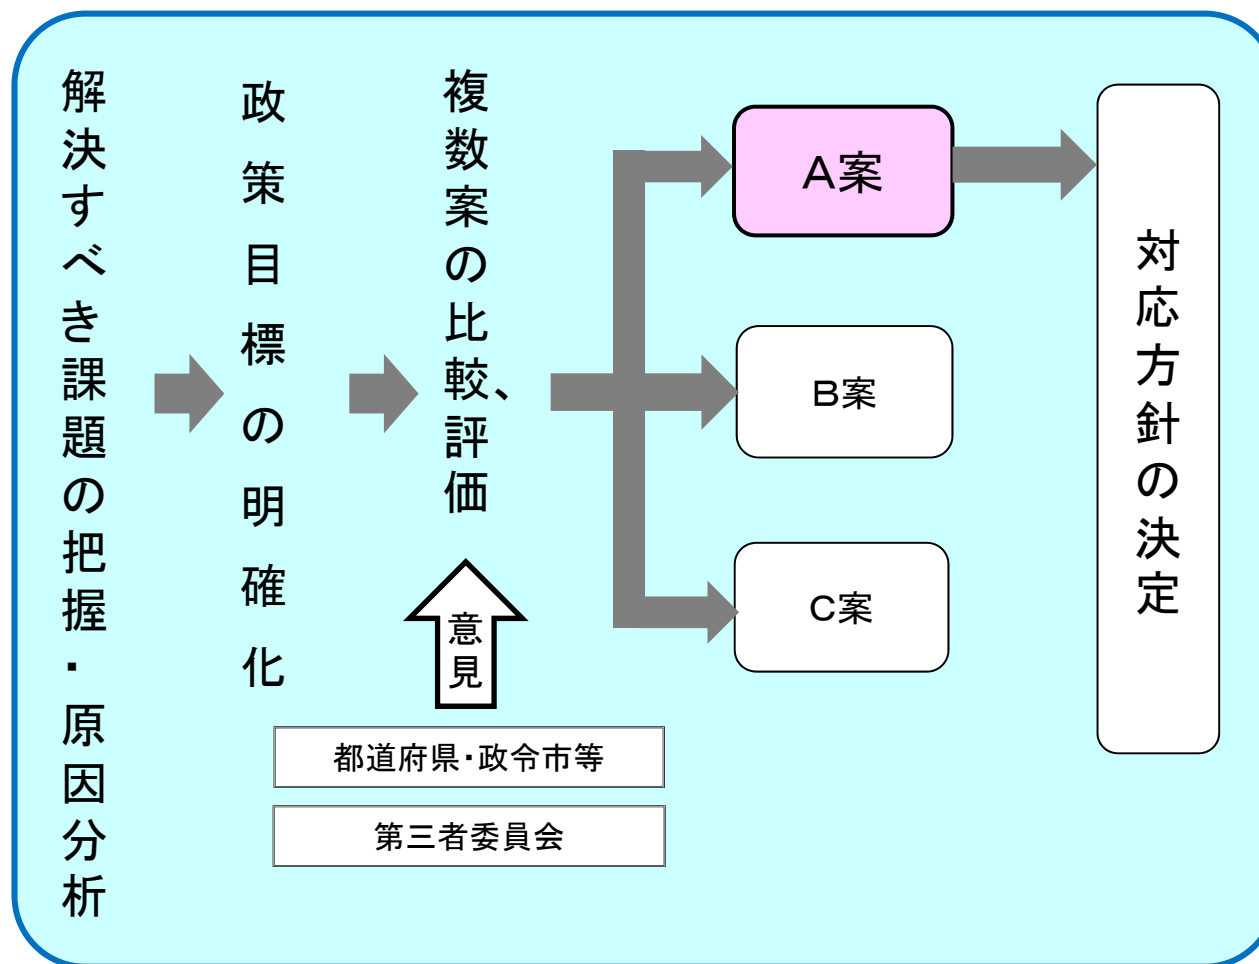 解決すべき課題の把握・原因分析
政策目標の明確化
複数案の比較、評価
意見
都道府県・政令市等
第三者委員会
A案
B案
C案
対応方針の決定